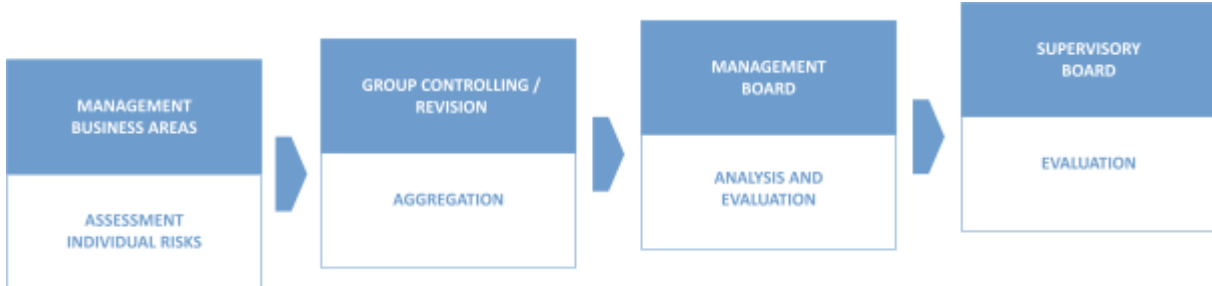 MANAGEMENT
BUSINESS AREAS
ASSESSMENT
INDIVIDUAL RISKS
GROUP CONTROLLING /
REVISION
AGGREGATION
MANAGEMENT
BOARD
ANALYSIS AND
EVALUATION
SUPERVISORY
BOARD
EVALUATION